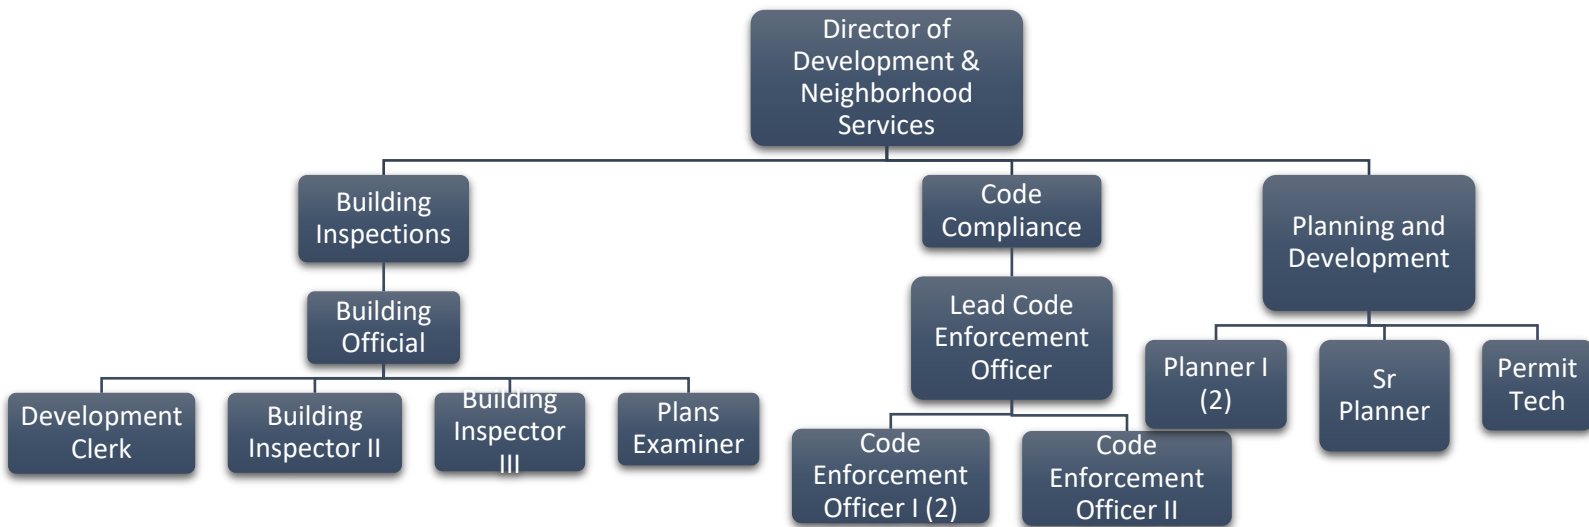 Director of
Development &
Neighborhood
Services
Building
Inspections
Code
Compliance
Planning and
Development
Building
Official
Lead Code
Enforcement
Officer
Development
Clerk
Building
Inspector II
Building
Inspector
III
Plans
Examiner
Code
Enforcement
Officer I (2)
Code
Enforcement
Officer II
Planner I
(2)
Sr
Planner
Permit
Tech